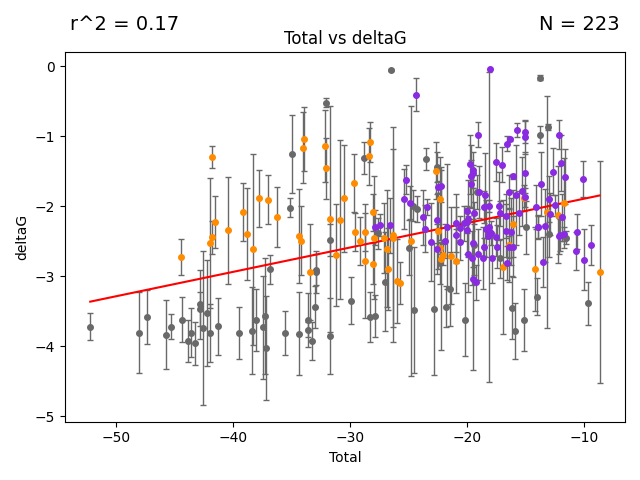 r^2 = 0.17
N = 223
Total vs deltaG
0
−1
−2
−3
−4
−5
deltaG
−50
−40
−30
−20
−10
Total